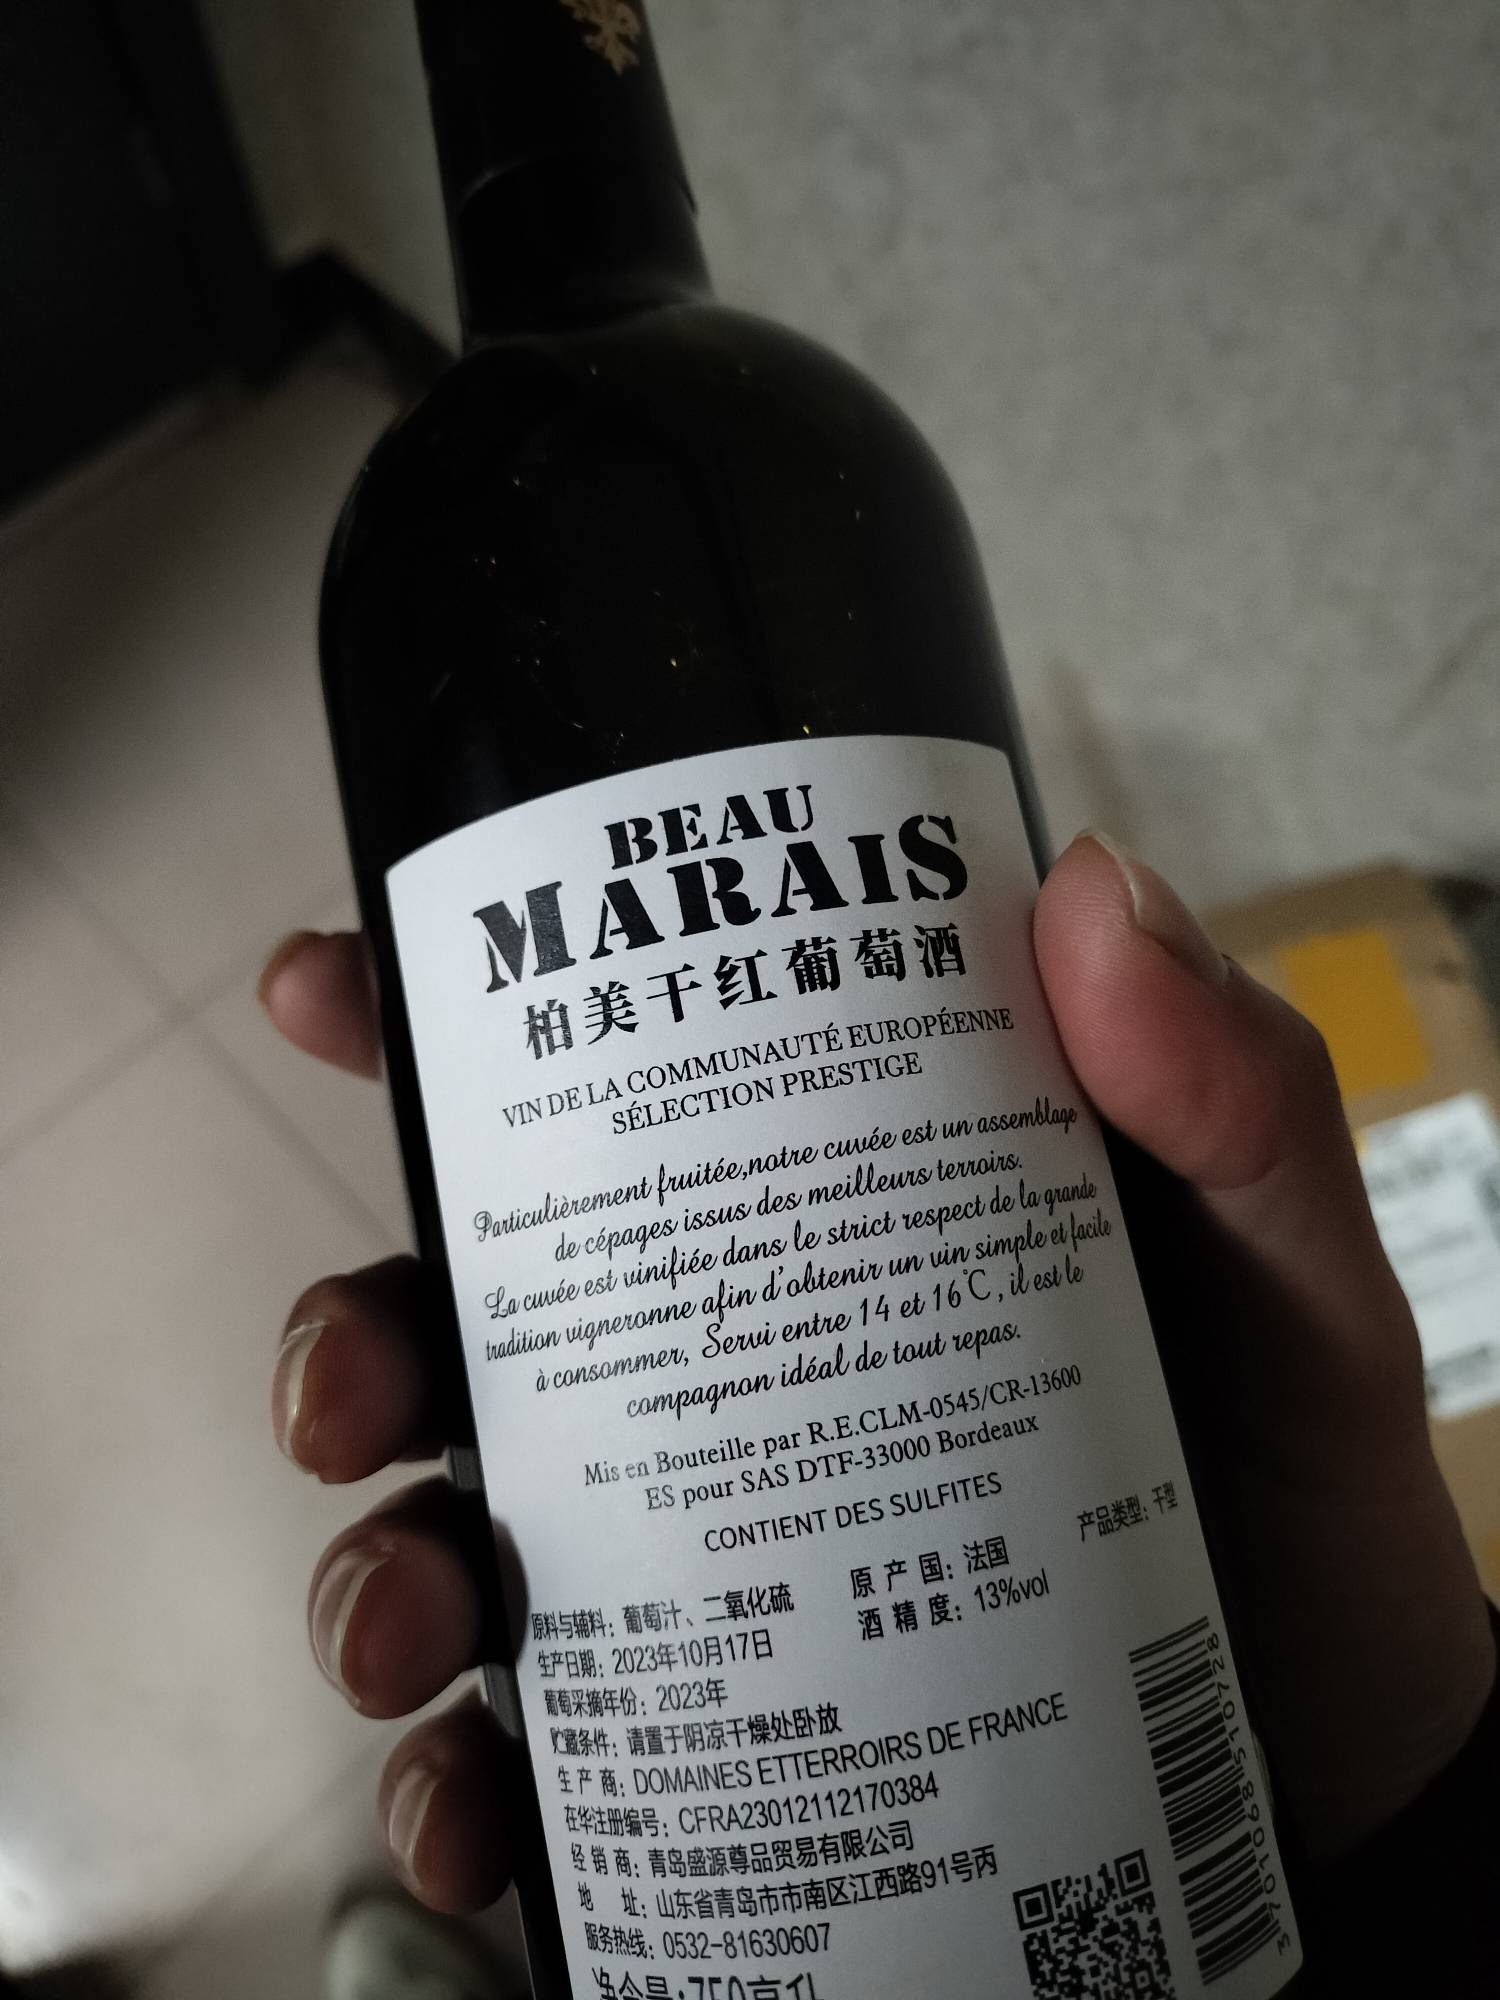 BEAU
MARAIS
柏美干红葡萄酒
VIN DE LA COMMUNAUTÉ EUROPÉENNE
SÉLECTION PRESTIGE
Particulièrement fruitée,notre cuvée est un assemblage
de cépages issus des meilleurs terroirs.
La cuvée est vinifiée dans le strict respect de la grande
tradition vigneronne afin d'obtenir un vin simple et facile
à consommer, Servi entre 14 et 16℃, il est le
compagnon idéal de tout repas.
Mis en Bouteille par R.E.CLM-0545/CR-13600
ES pour SAS DTF-33000 Bordeaux
CONTIENT DES SULFITES
原料与辅料：葡萄汁、二氧化硫 原产国：法国 产品类型：干型
生产日期：2023年10月17日 酒精度：13%vol
葡萄采摘年份：2023年
贮藏条件：请置于阴凉干燥处卧放
生产商：DOMAINES ETTERROIRS DE FRANCE
在华注册编号：CFRA23012112170384
经销商：青岛盛源尊品贸易有限公司
地址：山东省青岛市市南区江西路91号丙
服务热线：0532-81630607
净含量：750毫升
3701068510728